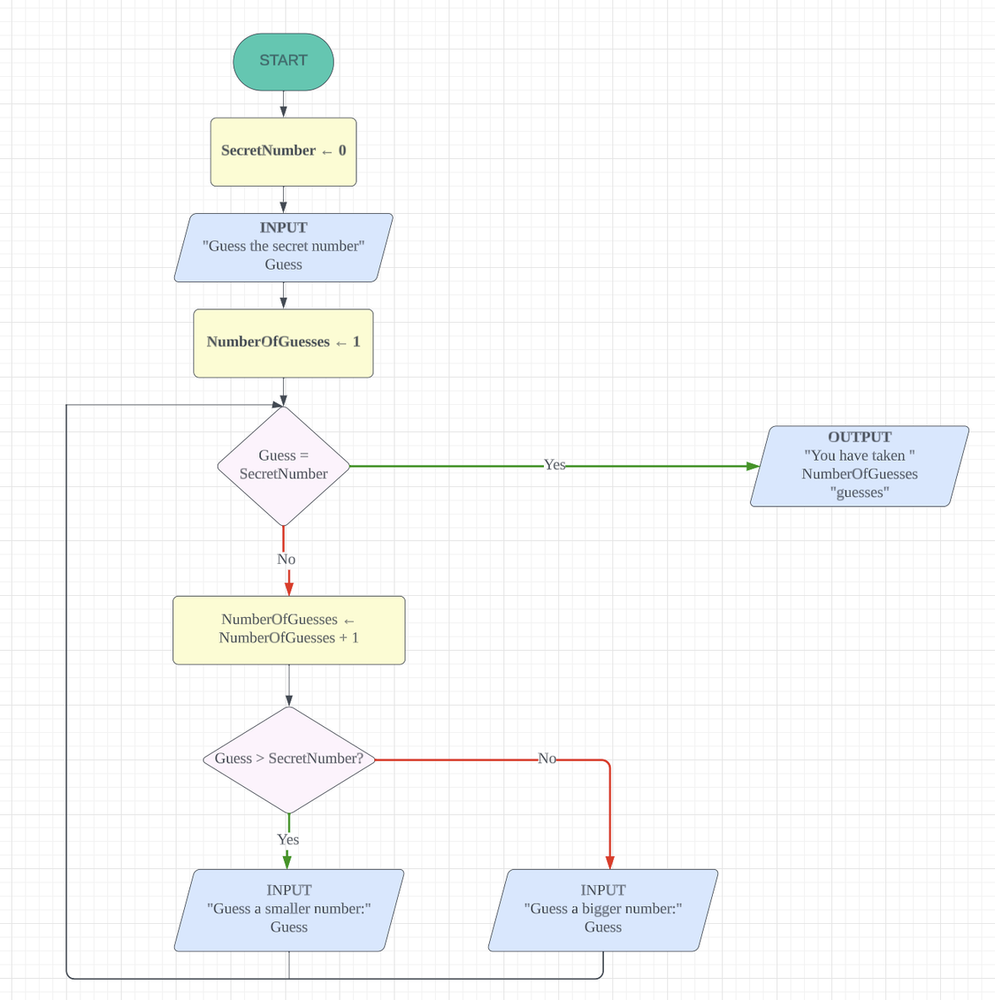 START
SecretNumber ← 0
INPUT
"Guess the secret number"
Guess
NumberOfGuesses ← 1
Guess =
SecretNumber
Yes
OUTPUT
"You have taken "
NumberOfGuesses
"guesses"
No
NumberOfGuesses ←
NumberOfGuesses + 1
Guess > SecretNumber?
No
Yes
INPUT
"Guess a smaller number:"
Guess
INPUT
"Guess a bigger number:"
Guess